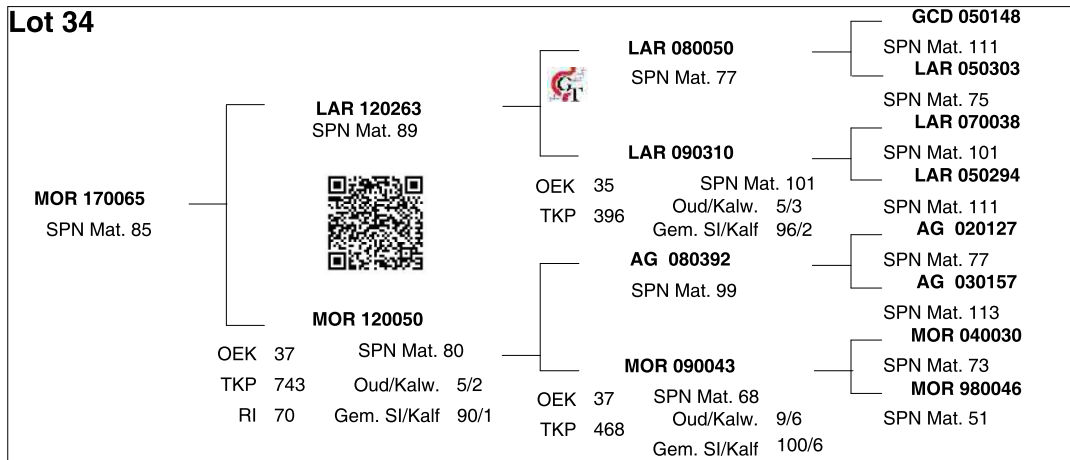 Lot 34
MOR 170065
SPN Mat. 85
LAR 120263
SPN Mat. 89
MOR 120050
OEK 37 SPN Mat. 80
TKP 743 Oud/Kalw. 5/2
RI 70 Gem. SI/Kalf 90/1
LAR 080050
SPN Mat. 77
GT
LAR 090310
OEK 35 SPN Mat. 101
TKP 396 Oud/Kalw. 5/3
Gem. SI/Kalf 96/2
AG 080392
SPN Mat. 99
MOR 090043
OEK 37 SPN Mat. 68
TKP 468 Oud/Kalw. 9/6
Gem. SI/Kalf 100/6
GCD 050148
SPN Mat. 111
LAR 050303
SPN Mat. 75
LAR 070038
SPN Mat. 101
LAR 050294
SPN Mat. 111
AG 020127
SPN Mat. 77
AG 030157
SPN Mat. 113
MOR 040030
SPN Mat. 73
MOR 980046
SPN Mat. 51